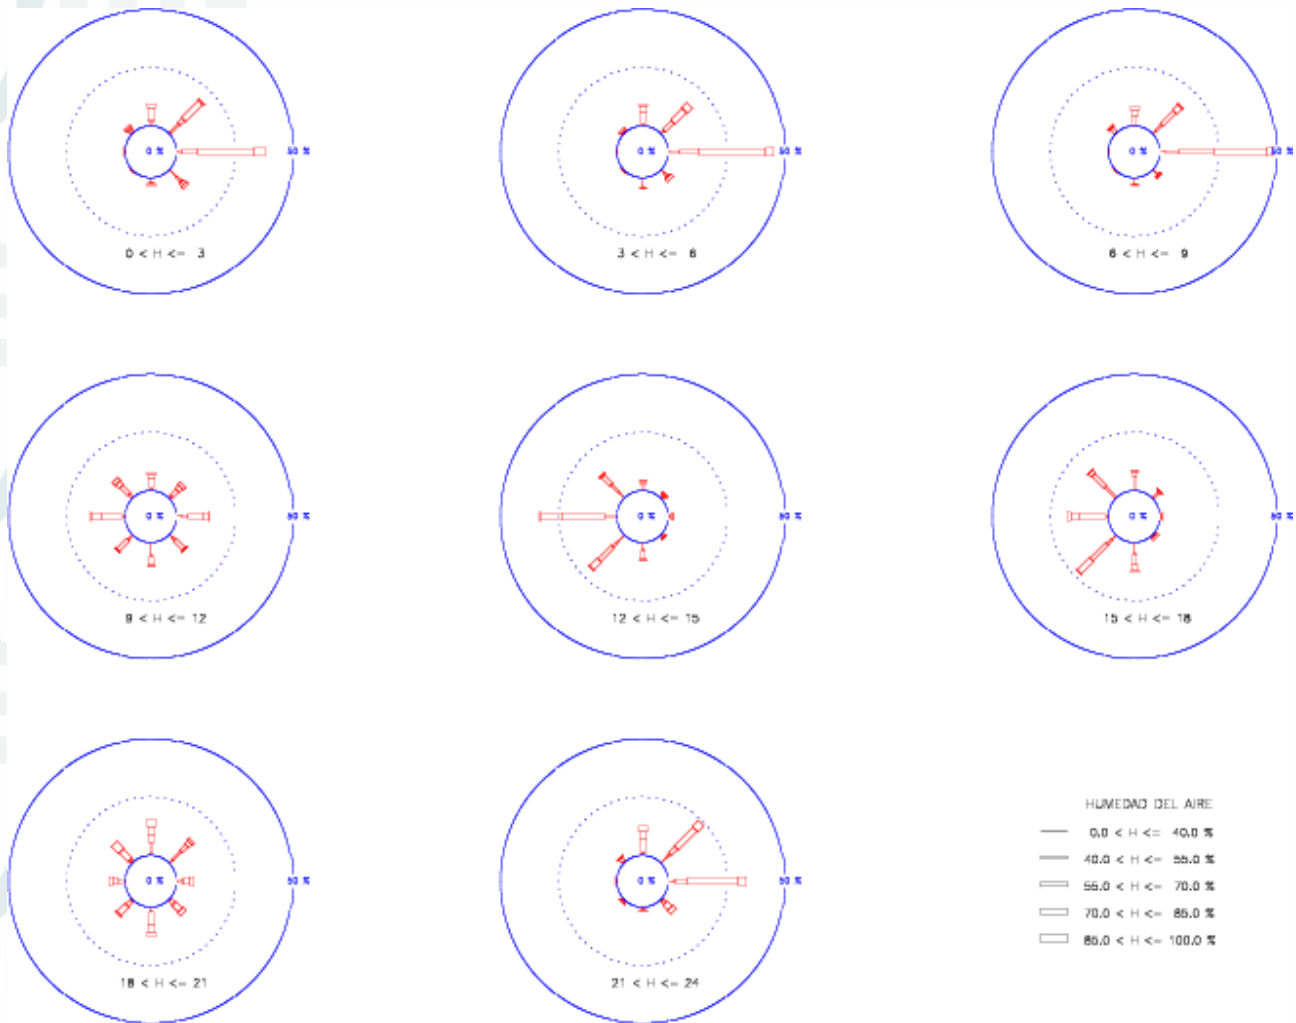 0 % 50 %
0 < H <= 3
0 % 50 %
3 < H <= 6
0 % 50 %
6 < H <= 9
0 % 50 %
9 < H <= 12
0 % 50 %
12 < H <= 15
0 % 50 %
15 < H <= 18
0 % 50 %
18 < H <= 21
0 % 50 %
21 < H <= 24
HUMEDAD DEL AIRE
0.0 < H <= 40.0 %
40.0 < H <= 55.0 %
55.0 < H <= 70.0 %
70.0 < H <= 85.0 %
85.0 < H <= 100.0 %